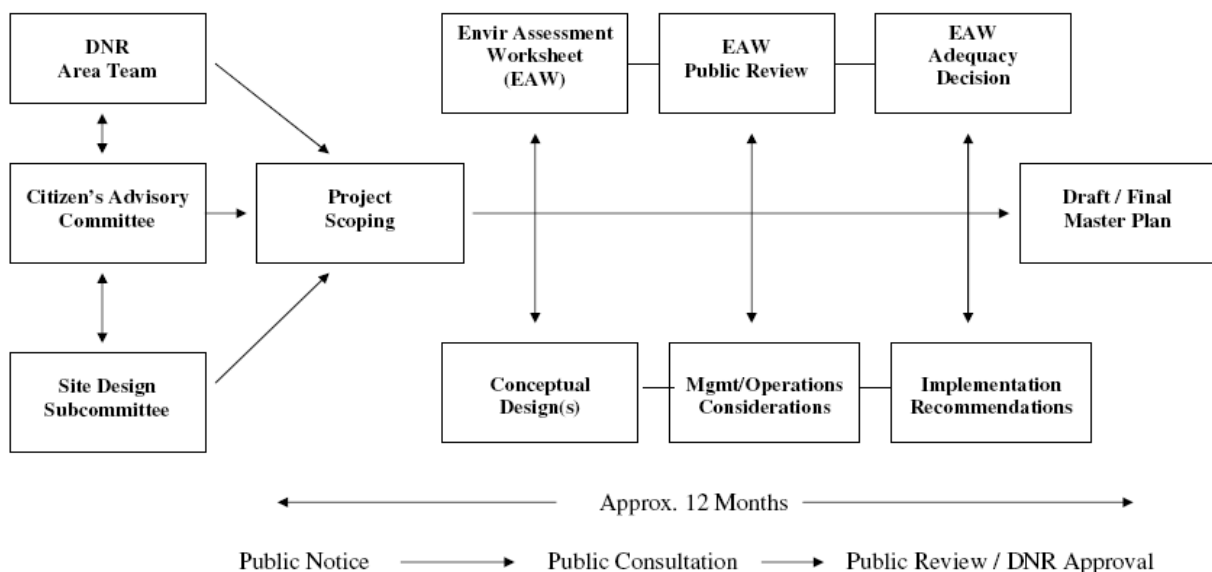 DNR
Area Team
Envir Assessment
Worksheet
(EAW)
EAW
Public Review
EAW
Adequacy
Decision
Citizen's Advisory
Committee
Project
Scoping
Draft / Final
Master Plan
Site Design
Subcommittee
Conceptual
Design(s)
Mgmt/Operations
Considerations
Implementation
Recommendations
Approx. 12 Months
Public Notice
Public Consultation
Public Review / DNR Approval